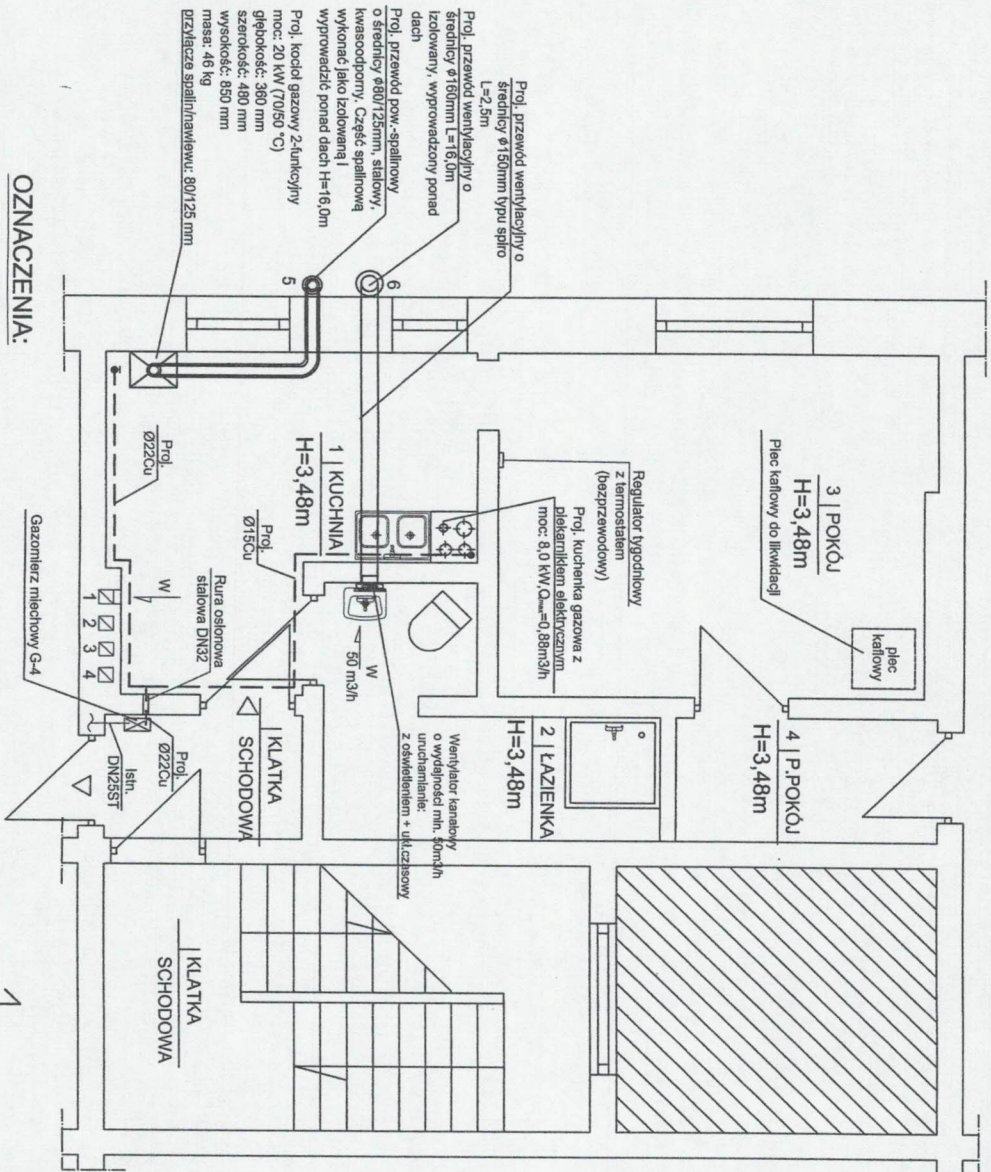 Proj. przewód wentylacyjny o
średnicy ϕ150mm typu spiro
L=2,5m
Proj. przewód wentylacyjny o
średnicy ϕ160mm L=16,0m
izolowany, wyprowadzony ponad
dach
Proj. przewód pow.-spalinowy
o średnicy ϕ80/125mm, stalowy,
kwasoodporny. Część spalinową
wykonać jako izolowaną i
wyprowadzić ponad dach H=16,0m
Proj. kocioł gazowy 2-funkcyjny
moc: 20 kW (70/50 °C)
głębokość: 360 mm
szerokość: 480 mm
wysokość: 850 mm
masa: 46 kg
przyłącze spalin/nawiewu: 80/125 mm
6
5
3 | POKÓJ
H=3,48m
Piec kaflowy do likwidacji
piec
kaflowy
Regulator tygodniowy
z termostatem
(bezprzewodowy)
Proj. kuchenka gazowa z
piekarnikiem elektrycznym
moc: 8,0 kW,Qmax=0,88m3/h
1 | KUCHNIA
H=3,48m
Proj.
Ø22Cu
Proj.
Ø15Cu
W
50 m3/h
4 | P.POKÓJ
H=3,48m
2 | ŁAZIENKA
H=3,48m
Wentylator kanałowy
o wydajności min. 50m3/h
uruchamianie:
z oświetleniem + ukł.czasowy
W
1
2
3
4
Rura osłonowa
stalowa DN32
Gazomierz miechowy G-4
Proj.
Ø22Cu
Istn.
DN25ST
KLATKA
SCHODOWA
KLATKA
SCHODOWA
OZNACZENIA: